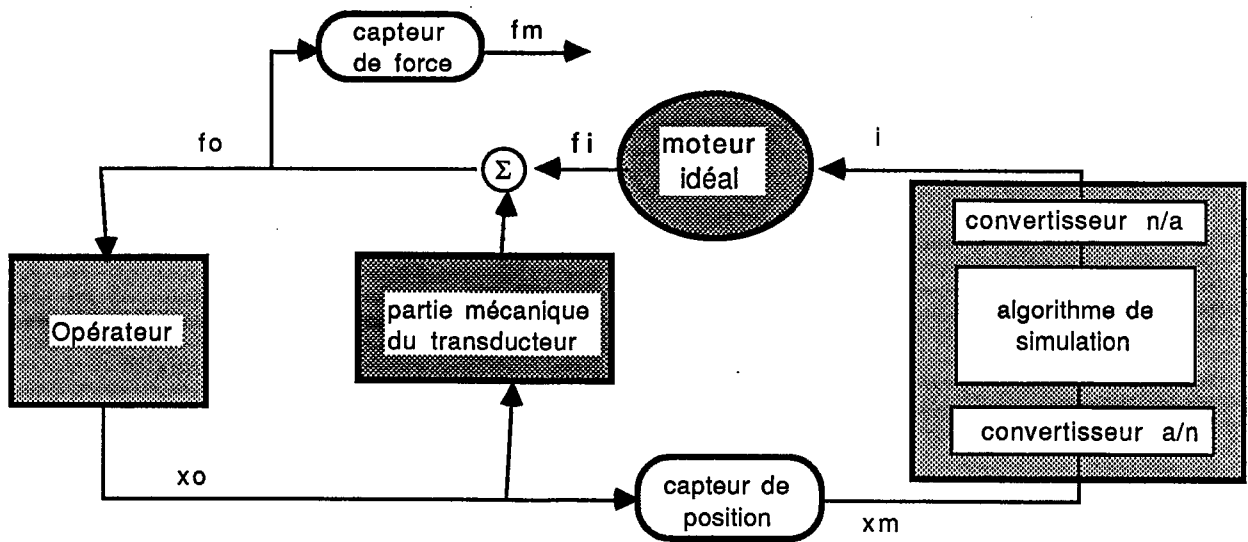 capteur
de force
fm
fo
Σ
fi
moteur
idéal
i
convertisseur n/a
algorithme de
simulation
convertisseur a/n
Opérateur
partie mécanique
du transducteur
xo
capteur de
position
xm